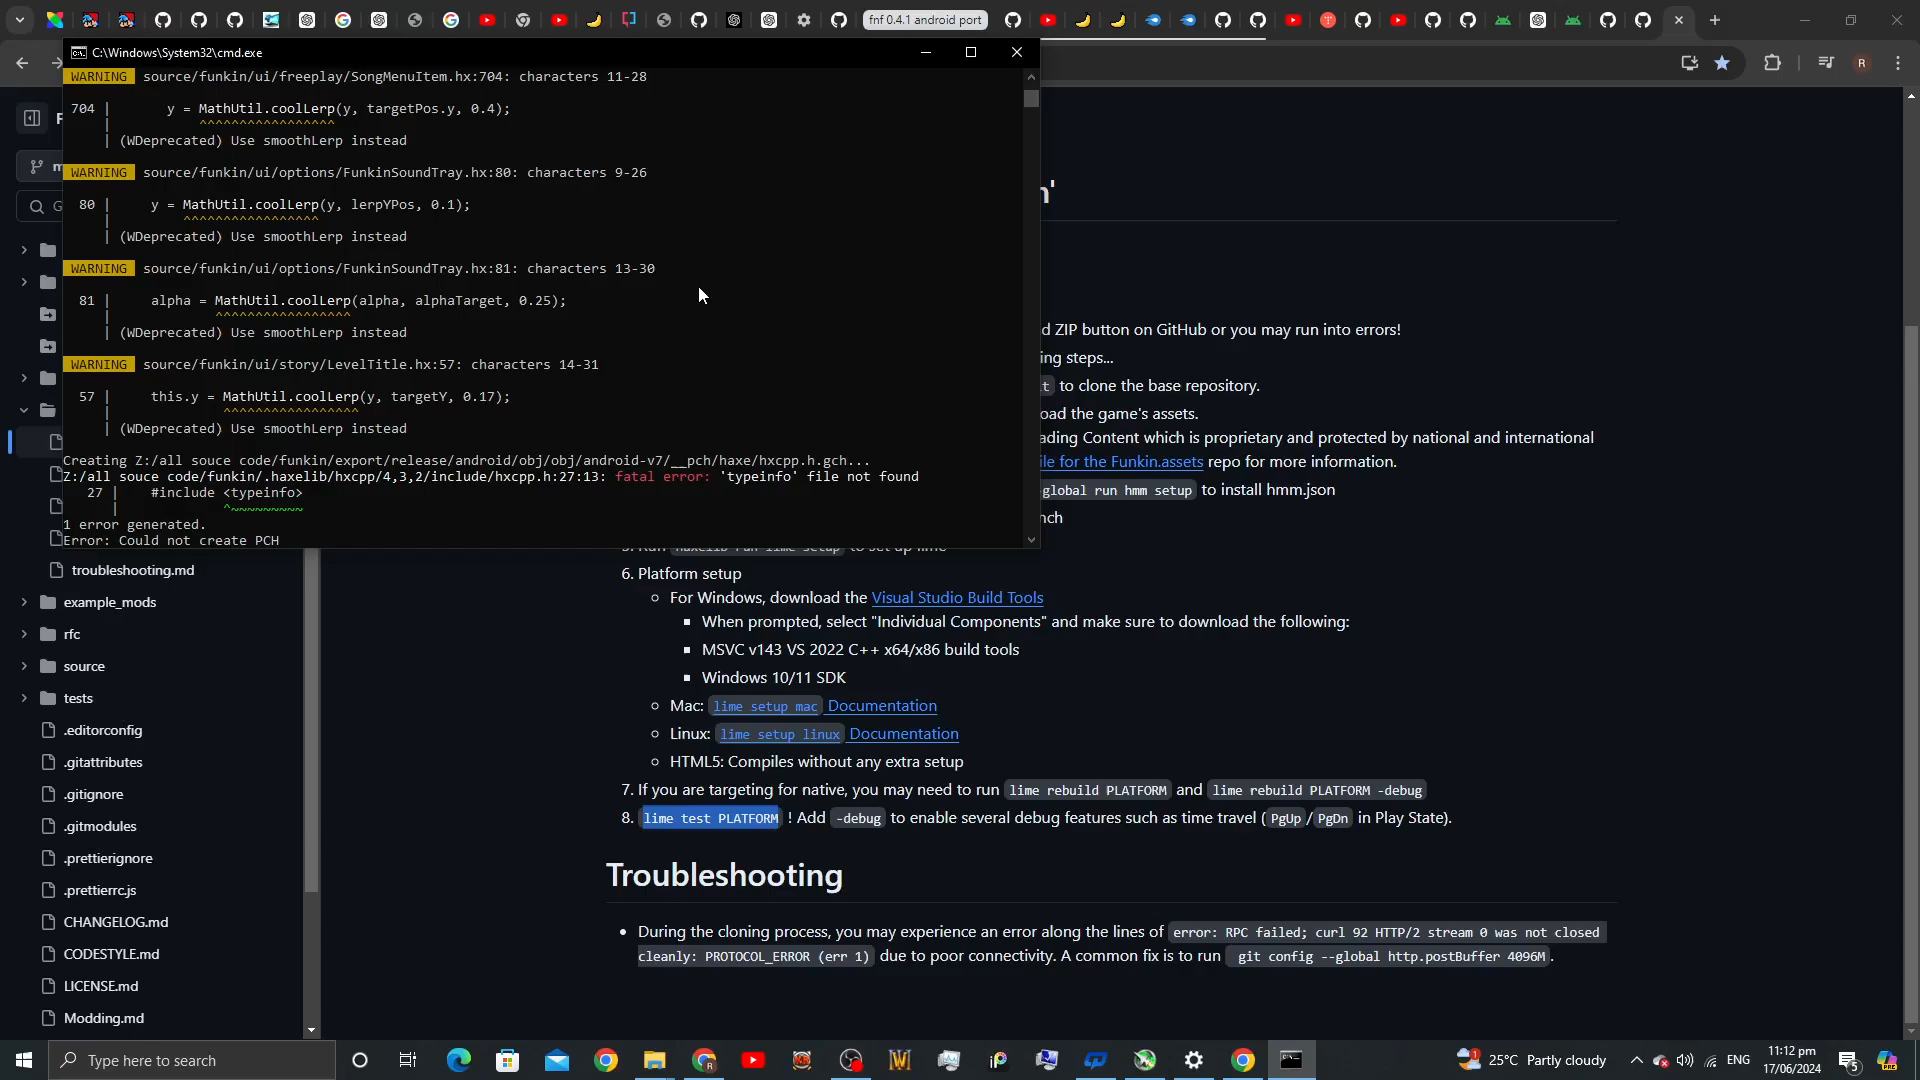 fnf 0.4.1 android port
C:\Windows\System32\cmd.exe
WARNING source/funkin/ui/freeplay/SongMenuItem.hx:704: characters 11-28
704 | y = MathUtil.coolLerp(y, targetPos.y, 0.4);
| ^^^^^^^^^^^^^^^^^
| (WDeprecated) Use smoothLerp instead
WARNING source/funkin/ui/options/FunkinSoundTray.hx:80: characters 9-26
80 | y = MathUtil.coolLerp(y, lerpYPos, 0.1);
| ^^^^^^^^^^^^^^^^^
| (WDeprecated) Use smoothLerp instead
WARNING source/funkin/ui/options/FunkinSoundTray.hx:81: characters 13-30
81 | alpha = MathUtil.coolLerp(alpha, alphaTarget, 0.25);
| ^^^^^^^^^^^^^^^^^
| (WDeprecated) Use smoothLerp instead
WARNING source/funkin/ui/story/LevelTitle.hx:57: characters 14-31
57 | this.y = MathUtil.coolLerp(y, targetY, 0.17);
| ^^^^^^^^^^^^^^^^^
| (WDeprecated) Use smoothLerp instead
Creating Z:/all souce code/funkin/export/release/android/obj/obj/android-v7/__pch/haxe/hxcpp.h.gch...
Z:/all souce code/funkin/.haxelib/hxcpp/4,3,2/include/hxcpp.h:27:13: fatal error: 'typeinfo' file not found
27 | #include <typeinfo>
| ^~~~~~~~~~
1 error generated.
Error: Could not create PCH
n'
d ZIP button on GitHub or you may run into errors!
ing steps...
t to clone the base repository.
oad the game's assets.
ading Content which is proprietary and protected by national and international
ile for the Funkin.assets repo for more information.
global run hmm setup to install hmm.json
nch
6. Platform setup
For Windows, download the Visual Studio Build Tools
When prompted, select "Individual Components" and make sure to download the following:
MSVC v143 VS 2022 C++ x64/x86 build tools
Windows 10/11 SDK
Mac: lime setup mac Documentation
Linux: lime setup linux Documentation
HTML5: Compiles without any extra setup
7. If you are targeting for native, you may need to run lime rebuild PLATFORM and lime rebuild PLATFORM -debug
8. lime test PLATFORM ! Add -debug to enable several debug features such as time travel (PgUp/PgDn in Play State).
Troubleshooting
During the cloning process, you may experience an error along the lines of error: RPC failed; curl 92 HTTP/2 stream 0 was not closed
cleanly: PROTOCOL_ERROR (err 1) due to poor connectivity. A common fix is to run git config --global http.postBuffer 4096M.
troubleshooting.md
example_mods
rfc
source
tests
.editorconfig
.gitattributes
.gitignore
.gitmodules
.prettierignore
.prettierrc.js
CHANGELOG.md
CODESTYLE.md
LICENSE.md
Modding.md
Type here to search
25°C Partly cloudy
ENG
11:12 pm
17/06/2024
5